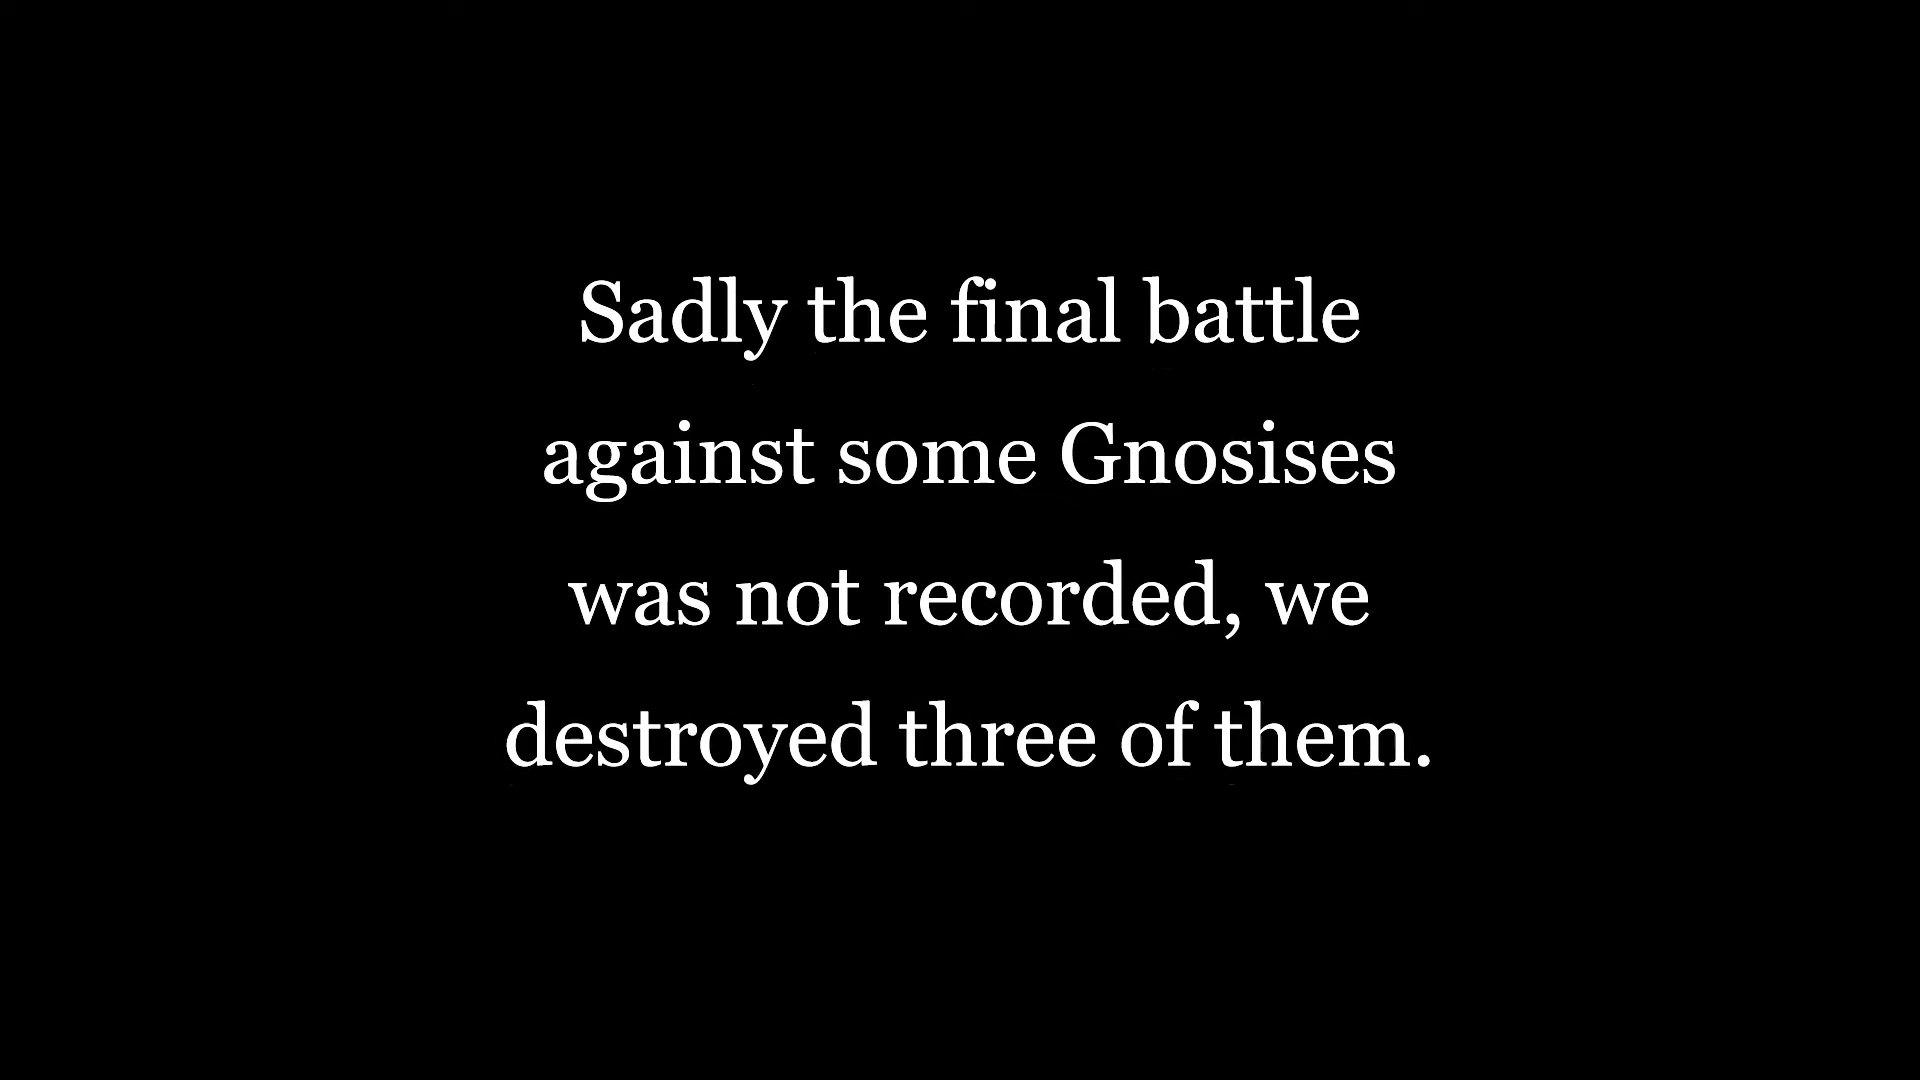 Sadly the final battle
against some Gnosises
was not recorded, we
destroyed three of them.